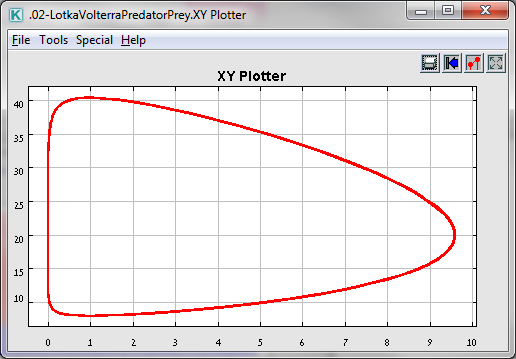 K .02-LotkaVolterraPredatorPrey.XY Plotter
File Tools Special Help
XY Plotter
40
35
30
25
20
15
10
0 1 2 3 4 5 6 7 8 9 10